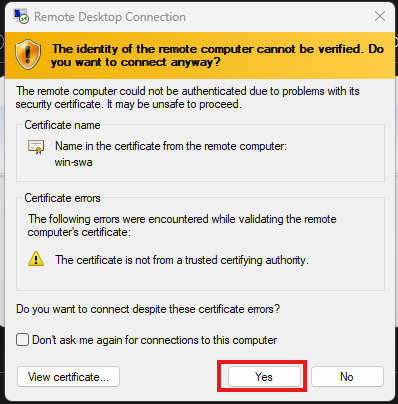 Remote Desktop Connection
The identity of the remote computer cannot be verified. Do
you want to connect anyway?
The remote computer could not be authenticated due to problems with its
security certificate. It may be unsafe to proceed.
Certificate name
Name in the certificate from the remote computer:
win-swa
Certificate errors
The following errors were encountered while validating the remote
computer's certificate:
The certificate is not from a trusted certifying authority.
Do you want to connect despite these certificate errors?
Don't ask me again for connections to this computer
View certificate...
Yes
No